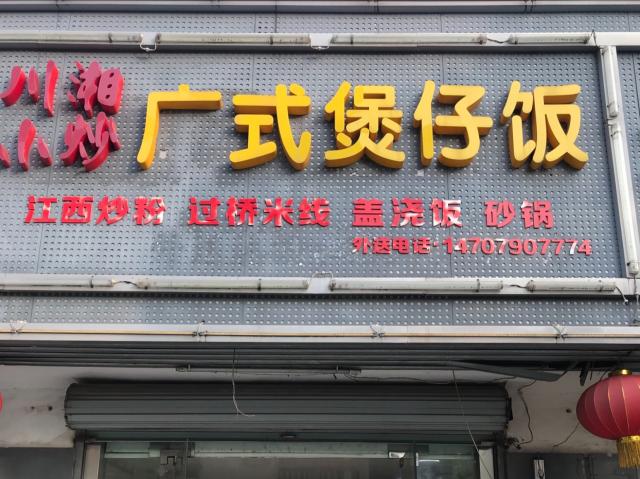 川湘
小炒
广式煲仔饭
江西炒粉 过桥米线 盖浇饭 砂锅
外送电话·14707907774